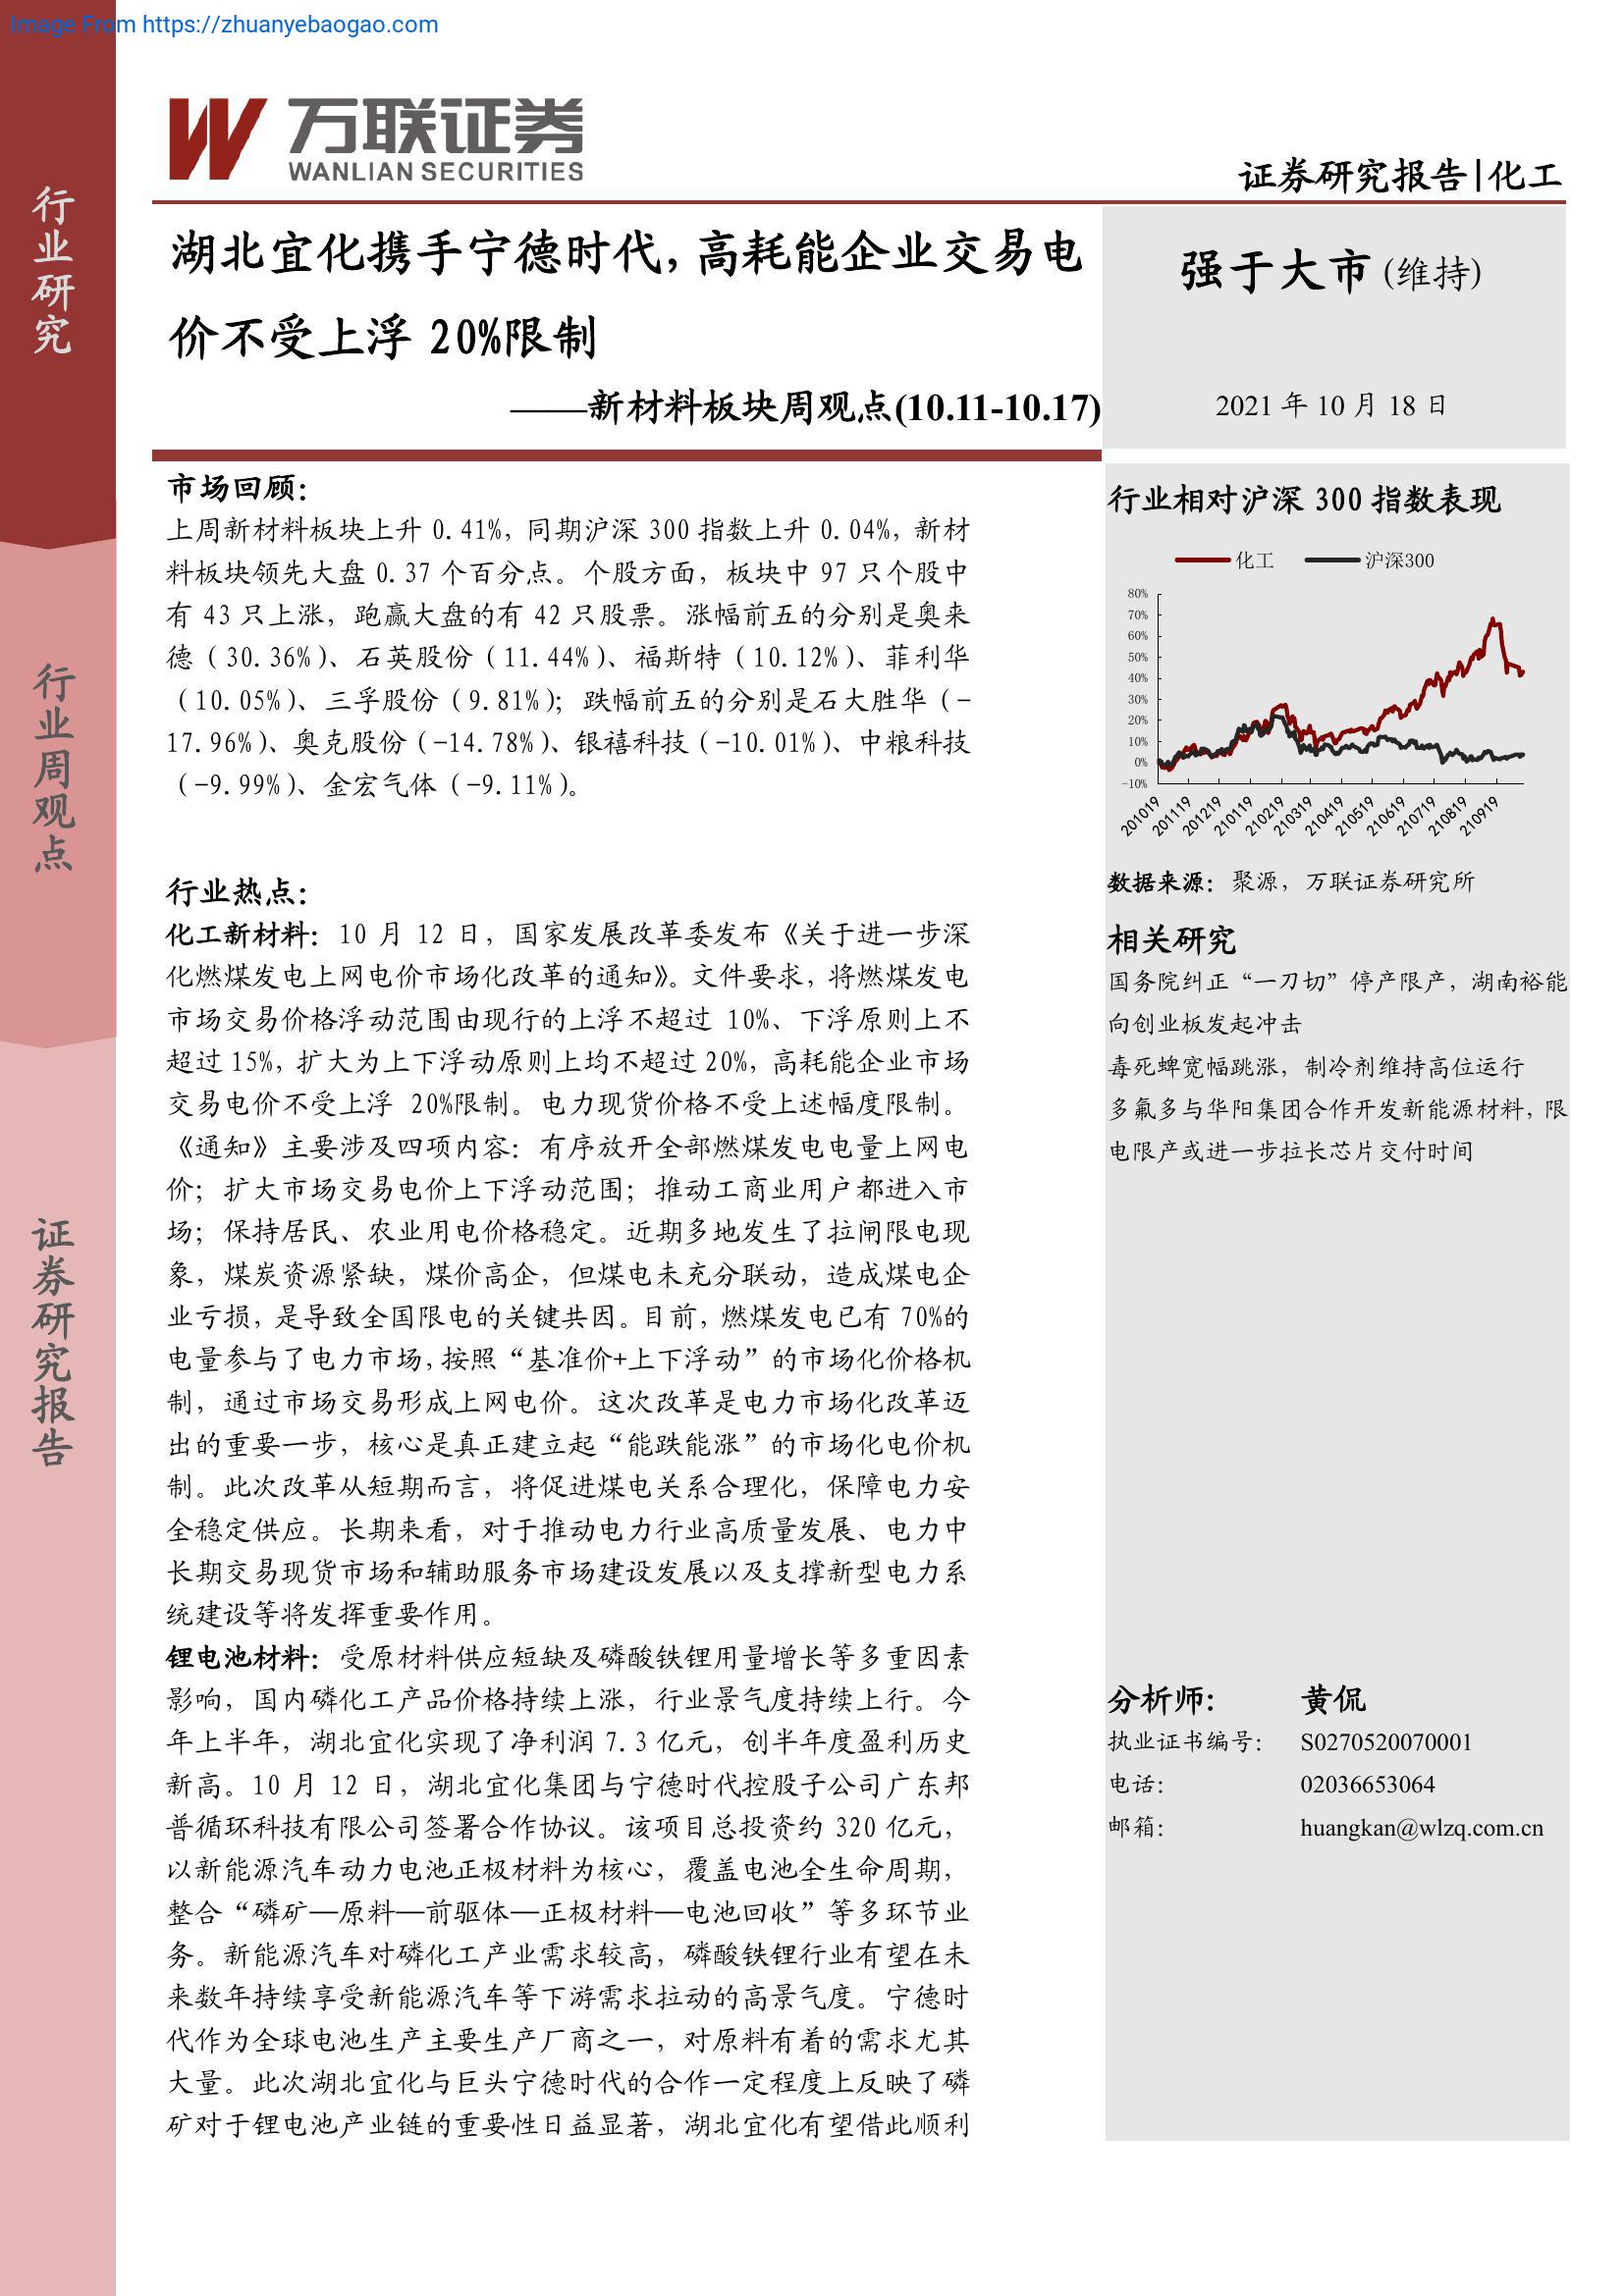 Image From https://zhuanyebaogao.com
万联证券
WANLIAN SECURITIES
证券研究报告|化工
行业研究
行业周观点
证券研究报告
湖北宜化携手宁德时代，高耗能企业交易电
价不受上浮 20%限制
——新材料板块周观点(10.11-10.17)
强于大市(维持)
2021 年 10 月 18 日
市场回顾：
上周新材料板块上升 0.41%，同期沪深 300 指数上升 0.04%，新材
料板块领先大盘 0.37 个百分点。个股方面，板块中 97 只个股中
有 43 只上涨，跑赢大盘的有 42 只股票。涨幅前五的分别是奥来
德（30.36%）、石英股份（11.44%）、福斯特（10.12%）、菲利华
（10.05%）、三孚股份（9.81%）；跌幅前五的分别是石大胜华（-
17.96%）、奥克股份（-14.78%）、银禧科技（-10.01%）、中粮科技
（-9.99%）、金宏气体（-9.11%）。
行业热点：
化工新材料：10 月 12 日，国家发展改革委发布《关于进一步深
化燃煤发电上网电价市场化改革的通知》。文件要求，将燃煤发电
市场交易价格浮动范围由现行的上浮不超过 10%、下浮原则上不
超过 15%，扩大为上下浮动原则上均不超过 20%，高耗能企业市场
交易电价不受上浮 20%限制。电力现货价格不受上述幅度限制。
《通知》主要涉及四项内容：有序放开全部燃煤发电电量上网电
价；扩大市场交易电价上下浮动范围；推动工商业用户都进入市
场；保持居民、农业用电价格稳定。近期多地发生了拉闸限电现
象，煤炭资源紧缺，煤价高企，但煤电未充分联动，造成煤电企
业亏损，是导致全国限电的关键共因。目前，燃煤发电已有 70%的
电量参与了电力市场，按照“基准价+上下浮动”的市场化价格机
制，通过市场交易形成上网电价。这次改革是电力市场化改革迈
出的重要一步，核心是真正建立起“能跌能涨”的市场化电价机
制。此次改革从短期而言，将促进煤电关系合理化，保障电力安
全稳定供应。长期来看，对于推动电力行业高质量发展、电力中
长期交易现货市场和辅助服务市场建设发展以及支撑新型电力系
统建设等将发挥重要作用。
锂电池材料：受原材料供应短缺及磷酸铁锂用量增长等多重因素
影响，国内磷化工产品价格持续上涨，行业景气度持续上行。今
年上半年，湖北宜化实现了净利润 7.3 亿元，创半年度盈利历史
新高。10 月 12 日，湖北宜化集团与宁德时代控股子公司广东邦
普循环科技有限公司签署合作协议。该项目总投资约 320 亿元，
以新能源汽车动力电池正极材料为核心，覆盖电池全生命周期，
整合“磷矿—原料—前驱体—正极材料—电池回收”等多环节业
务。新能源汽车对磷化工产业需求较高，磷酸铁锂行业有望在未
来数年持续享受新能源汽车等下游需求拉动的高景气度。宁德时
代作为全球电池生产主要生产厂商之一，对原料有着的需求尤其
大量。此次湖北宜化与巨头宁德时代的合作一定程度上反映了磷
矿对于锂电池产业链的重要性日益显著，湖北宜化有望借此顺利
行业相对沪深 300 指数表现
化工 沪深300
80%
70%
60%
50%
40%
30%
20%
10%
0%
-10%
201019 201119 201219 210119 210219 210319 210419 210519 210619 210719 210819 210919
数据来源：聚源，万联证券研究所
相关研究
国务院纠正“一刀切”停产限产，湖南裕能
向创业板发起冲击
毒死蜱宽幅跳涨，制冷剂维持高位运行
多氟多与华阳集团合作开发新能源材料，限
电限产或进一步拉长芯片交付时间
分析师： 黄侃
执业证书编号： S0270520070001
电话： 02036653064
邮箱： huangkan@wlzq.com.cn